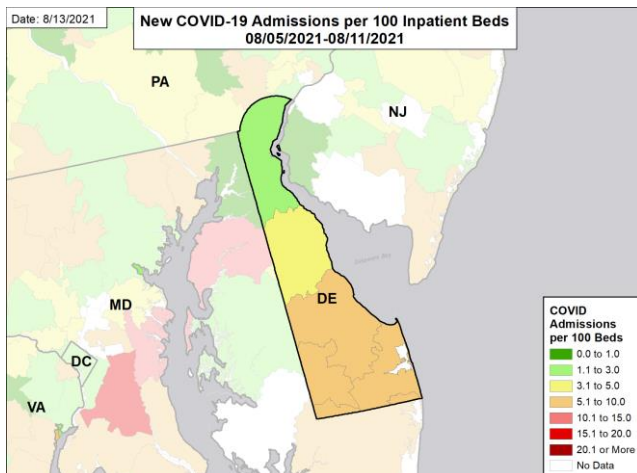 Date: 8/13/2021
New COVID-19 Admissions per 100 Inpatient Beds
08/05/2021-08/11/2021
PA
NJ
MD
DE
DC
VA
COVID
Admissions
per 100 Beds
0.0 to 1.0
1.1 to 3.0
3.1 to 5.0
5.1 to 10.0
10.1 to 15.0
15.1 to 20.0
20.1 or More
No Data